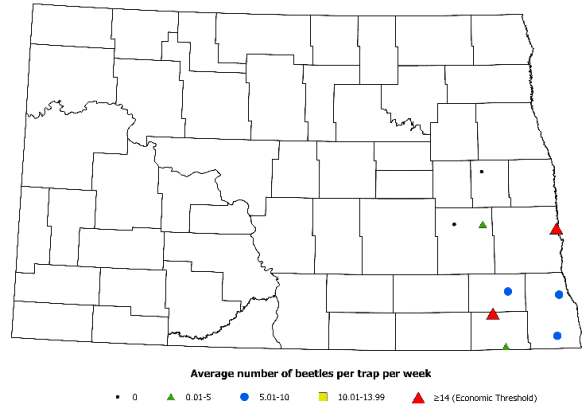 Average number of beetles per trap per week
0 0.01-5 5.01-10 10.01-13.99 ≥14 (Economic Threshold)